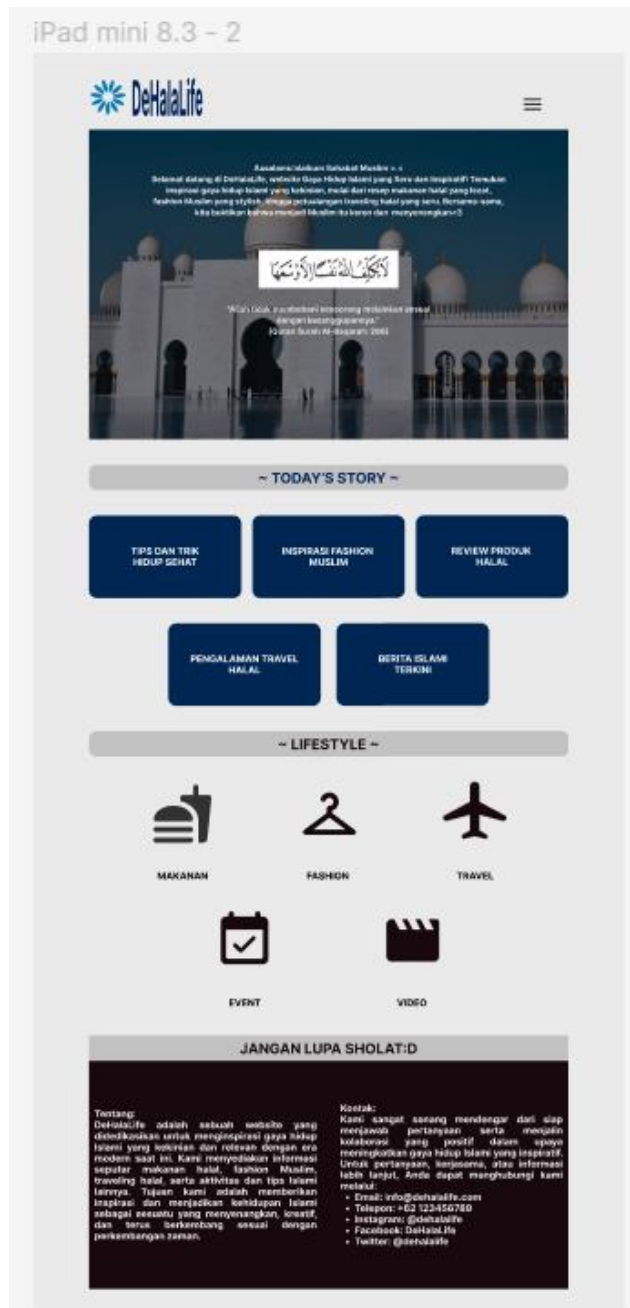 iPad mini 8.3 - 2
DeHalaLife
Assalamu'alaikum Sahabat Muslim >.<
Selamat datang di DeHalaLife, website Gaya Hidup Islami yang Seru dan Inspiratif! Temukan
inspirasi gaya hidup Islami yang kekinian, mulai dari resep makanan halal yang lezat,
fashion Muslim yang stylish, hingga petualangan traveling halal yang seru. Bersama-sama,
kita buktikan bahwa menjadi Muslim itu keren dan menyenangkan<3
لَا يُكَلِّفُ اللَّهُ نَفْسًا إِلَّا وُسْعَهَا
"Allah tidak membebani seseorang melainkan sesuai
dengan kesanggupannya."
(Quran Surah Al-Baqarah: 286)
~ TODAY'S STORY ~
TIPS DAN TRIK
HIDUP SEHAT
INSPIRASI FASHION
MUSLIM
REVIEW PRODUK
HALAL
PENGALAMAN TRAVEL
HALAL
BERITA ISLAMI
TERKINI
~ LIFESTYLE ~
MAKANAN
FASHION
TRAVEL
EVENT
VIDEO
JANGAN LUPA SHOLAT:D
Tentang:
DeHalaLife adalah sebuah website yang
didedikasikan untuk menginspirasi gaya hidup
Islami yang kekinian dan relevan dengan era
modern saat ini. Kami menyediakan informasi
seputar makanan halal, fashion Muslim,
traveling halal, serta aktivitas dan tips Islami
lainnya. Tujuan kami adalah memberikan
inspirasi dan menjadikan kehidupan Islami
sebagai sesuatu yang menyenangkan, kreatif,
dan terus berkembang sesuai dengan
perkembangan zaman.
Kontak:
Kami sangat senang mendengar dari siap
menjawab pertanyaan serta menjalin
kolaborasi yang positif dalam upaya
meningkatkan gaya hidup Islami yang inspiratif.
Untuk pertanyaan, kerjasama, atau informasi
lebih lanjut, Anda dapat menghubungi kami
melalui:
• Email: info@dehalalife.com
• Telepon: +62 123456789
• Instagram: @dehalalife
• Facebook: DeHalaLife
• Twitter: @dehalalife